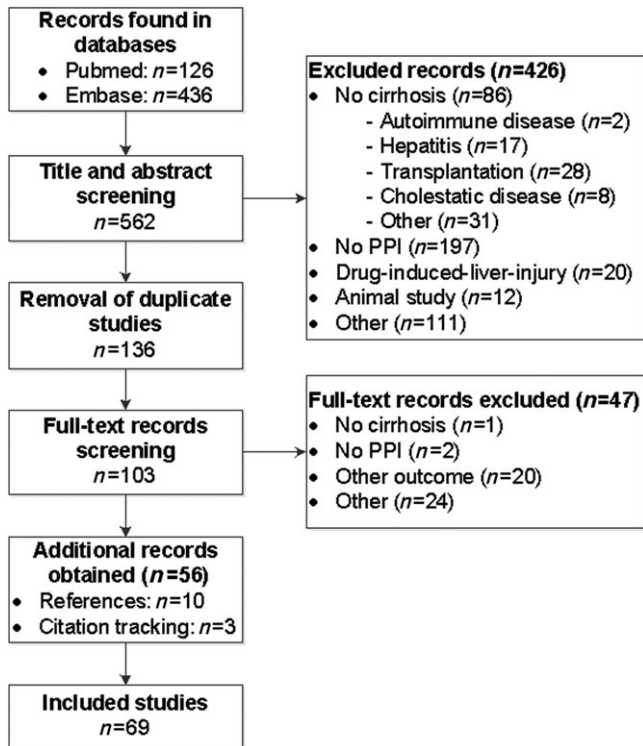 Records found in
databases
• Pubmed: n=126
• Embase: n=436
Title and abstract
screening
n=562
Excluded records (n=426)
• No cirrhosis (n=86)
- Autoimmune disease (n=2)
- Hepatitis (n=17)
- Transplantation (n=28)
- Cholestatic disease (n=8)
- Other (n=31)
• No PPI (n=197)
• Drug-induced-liver-injury (n=20)
• Animal study (n=12)
• Other (n=111)
Removal of duplicate
studies
n=136
Full-text records
screening
n=103
Full-text records excluded (n=47)
• No cirrhosis (n=1)
• No PPI (n=2)
• Other outcome (n=20)
• Other (n=24)
Additional records
obtained (n=56)
• References: n=10
• Citation tracking: n=3
Included studies
n=69